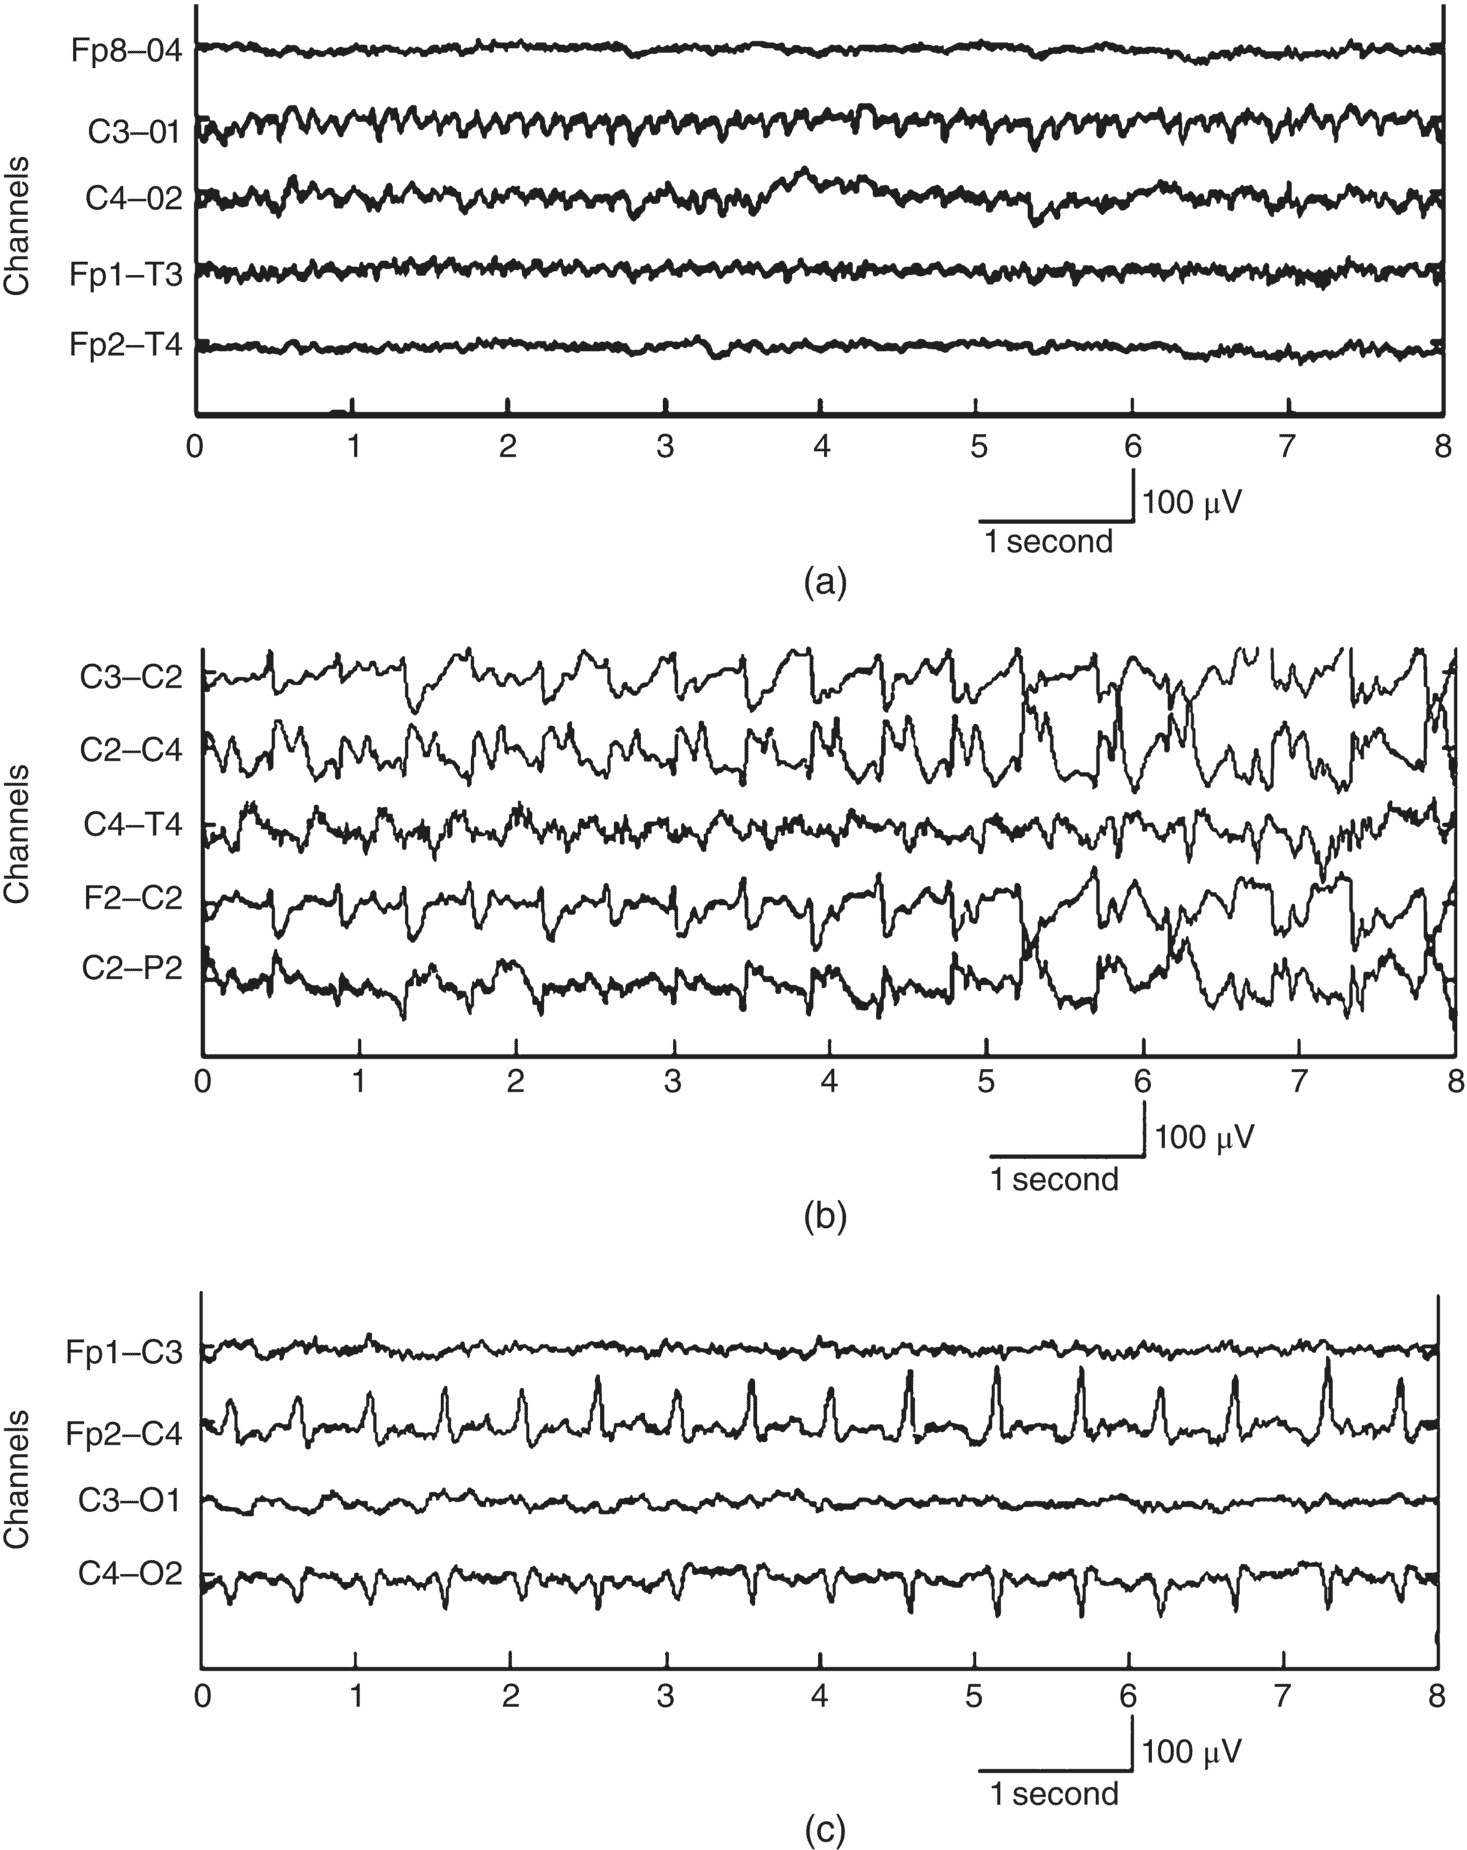 Channels
Fp8–04
C3–01
C4–02
Fp1–T3
Fp2–T4
0 1 2 3 4 5 6 7 8
100 μV
1 second
(a)
Channels
C3–C2
C2–C4
C4–T4
F2–C2
C2–P2
0 1 2 3 4 5 6 7 8
100 μV
1 second
(b)
Channels
Fp1–C3
Fp2–C4
C3–O1
C4–O2
0 1 2 3 4 5 6 7 8
100 μV
1 second
(c)